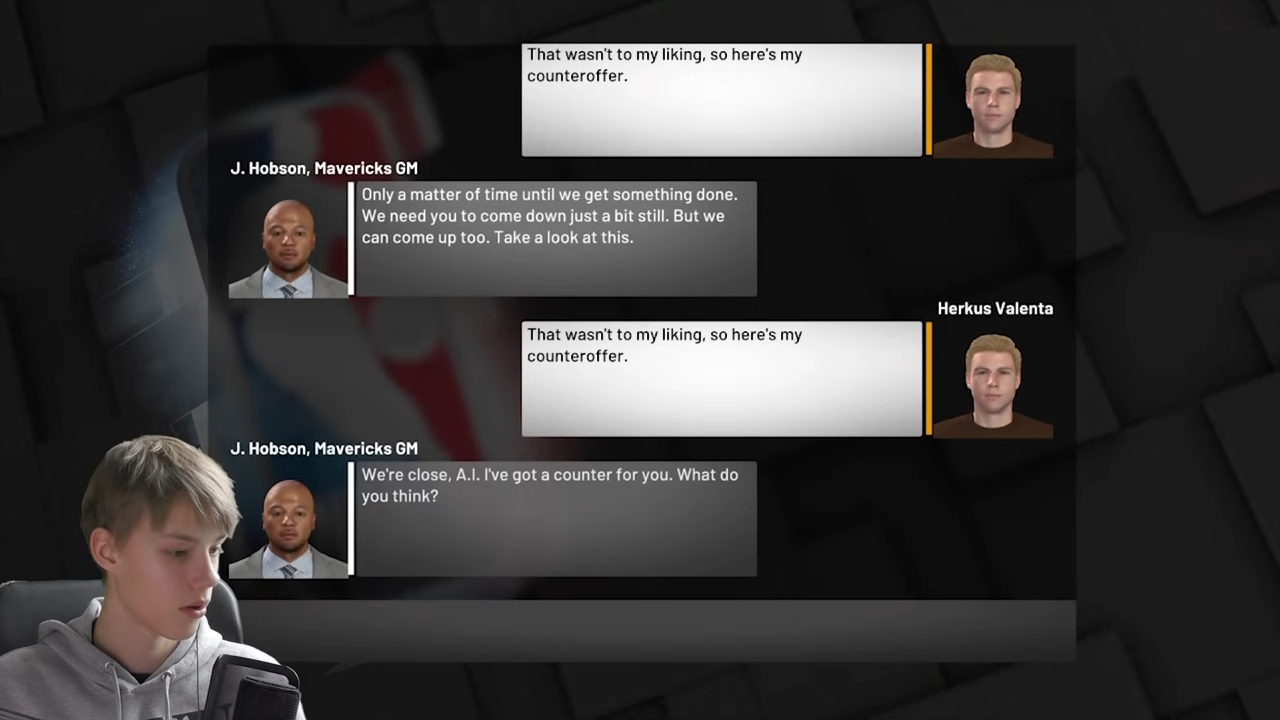 That wasn't to my liking, so here's my
counteroffer.
J. Hobson, Mavericks GM
Only a matter of time until we get something done.
We need you to come down just a bit still. But we
can come up too. Take a look at this.
Herkus Valenta
That wasn't to my liking, so here's my
counteroffer.
J. Hobson, Mavericks GM
We're close, A.I. I've got a counter for you. What do
you think?